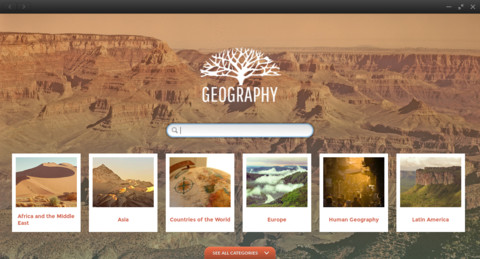 GEOGRAPHY
Africa and the Middle
East
Asia
Countries of the World
Europe
Human Geography
Latin America
SEE ALL CATEGORIES